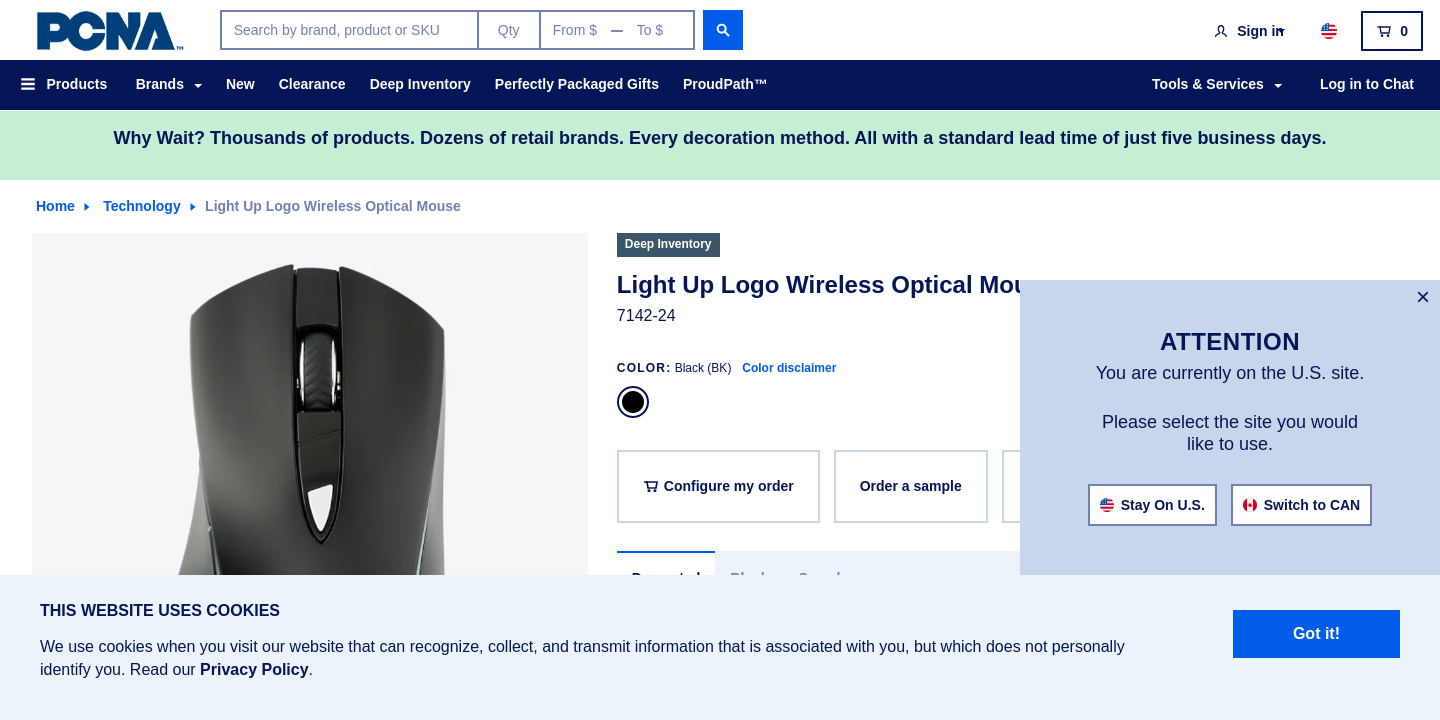 PCNA™
Search by brand, product or SKU
Qty
From $ — To $
Sign in
0
Products Brands New Clearance Deep Inventory Perfectly Packaged Gifts ProudPath™ Tools & Services Log in to Chat
Why Wait? Thousands of products. Dozens of retail brands. Every decoration method. All with a standard lead time of just five business days.
Home Technology Light Up Logo Wireless Optical Mouse
Deep Inventory
Light Up Logo Wireless Optical Mou
7142-24
COLOR: Black (BK) Color disclaimer
Configure my order
Order a sample
×
ATTENTION
You are currently on the U.S. site.
Please select the site you would
like to use.
Stay On U.S.
Switch to CAN
THIS WEBSITE USES COOKIES
We use cookies when you visit our website that can recognize, collect, and transmit information that is associated with you, but which does not personally
identify you. Read our Privacy Policy.
Got it!